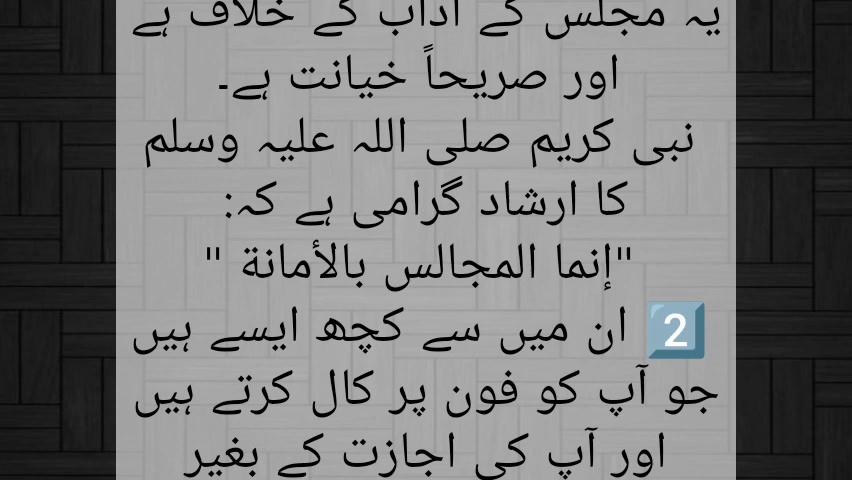 یہ مجلس کے آداب کے خلاف ہے
اور صریحاً خیانت ہے۔
نبی کریم صلی اللہ علیہ وسلم
کا ارشاد گرامی ہے کہ:
"إنما المجالس بالأمانة "
2️⃣ ان میں سے کچھ ایسے ہیں
جو آپ کو فون پر کال کرتے ہیں
اور آپ کی اجازت کے بغیر